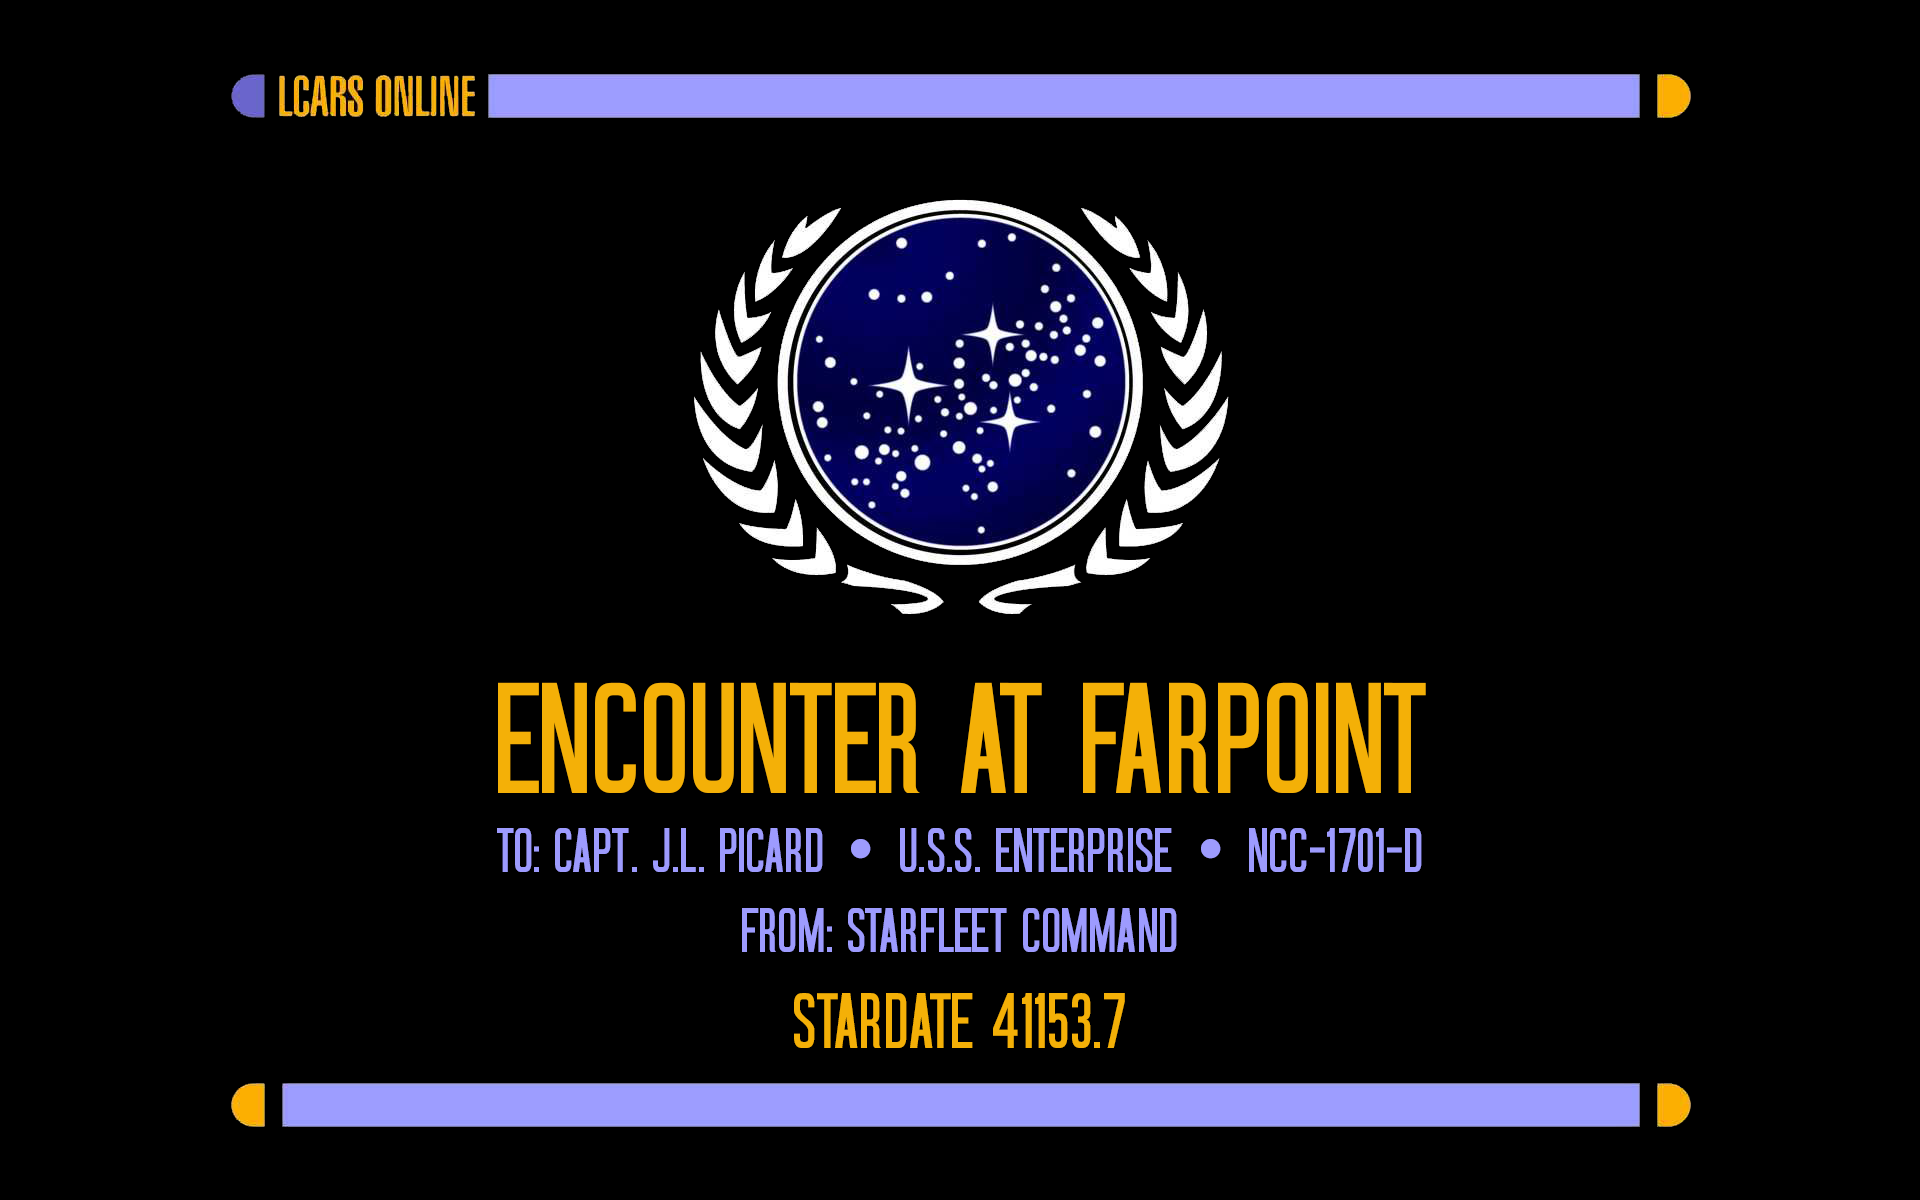 LCARS ONLINE
ENCOUNTER AT FARPOINT
TO: CAPT. J.L. PICARD • U.S.S. ENTERPRISE • NCC-1701-D
FROM: STARFLEET COMMAND
STARDATE 41153.7